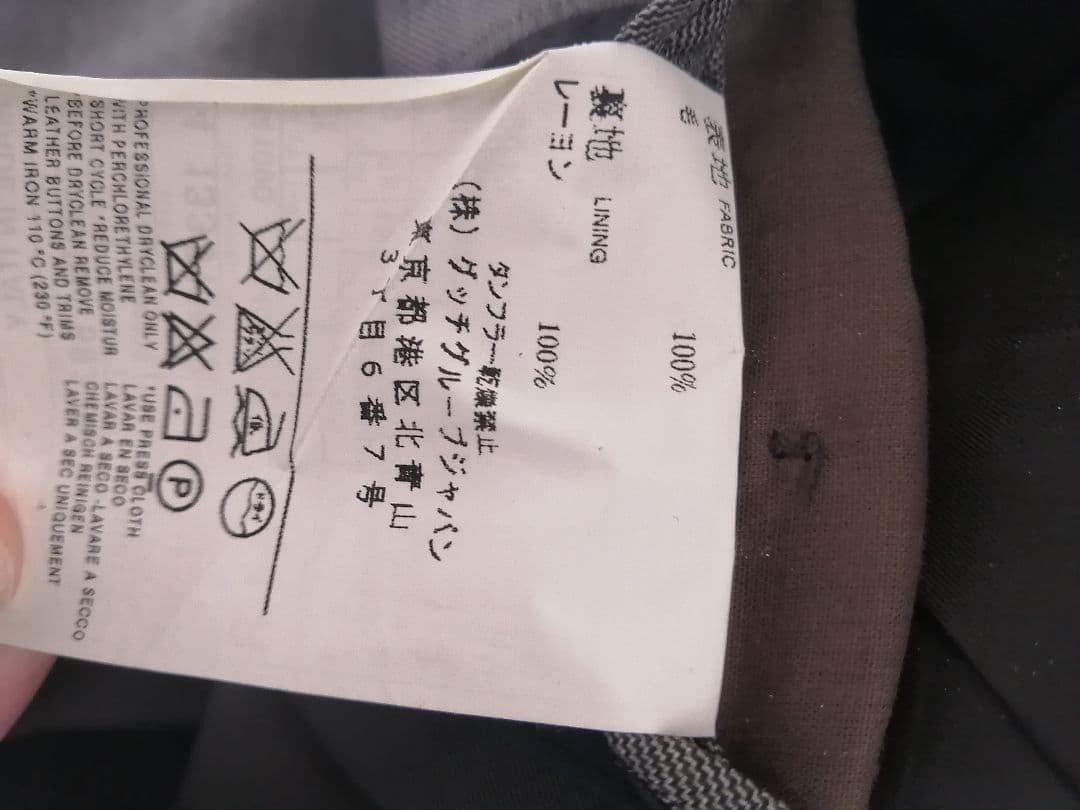 表地 FABRIC
毛 100%
裏地 LINING
レーヨン 100%
タンブラー乾燥禁止
(株) グッチグループジャパン
東京都港区北青山
3丁目6番7号
ドライ
P
PROFESSIONAL DRYCLEAN ONLY
WITH PERCHLORETHYLENE
SHORT CYCLE *REDUCE MOISTUR
*BEFORE DRYCLEAN REMOVE
LEATHER BUTTONS AND TRIMS
*WARM IRON 110 °C (230 °F)
*USE PRESS CLOTH
LAVAR EN SECO
LAVAR A SECO -LAVARE A SECCO
CHEMISCH REINIGEN
LAVER A SEC UNIQUEMENT